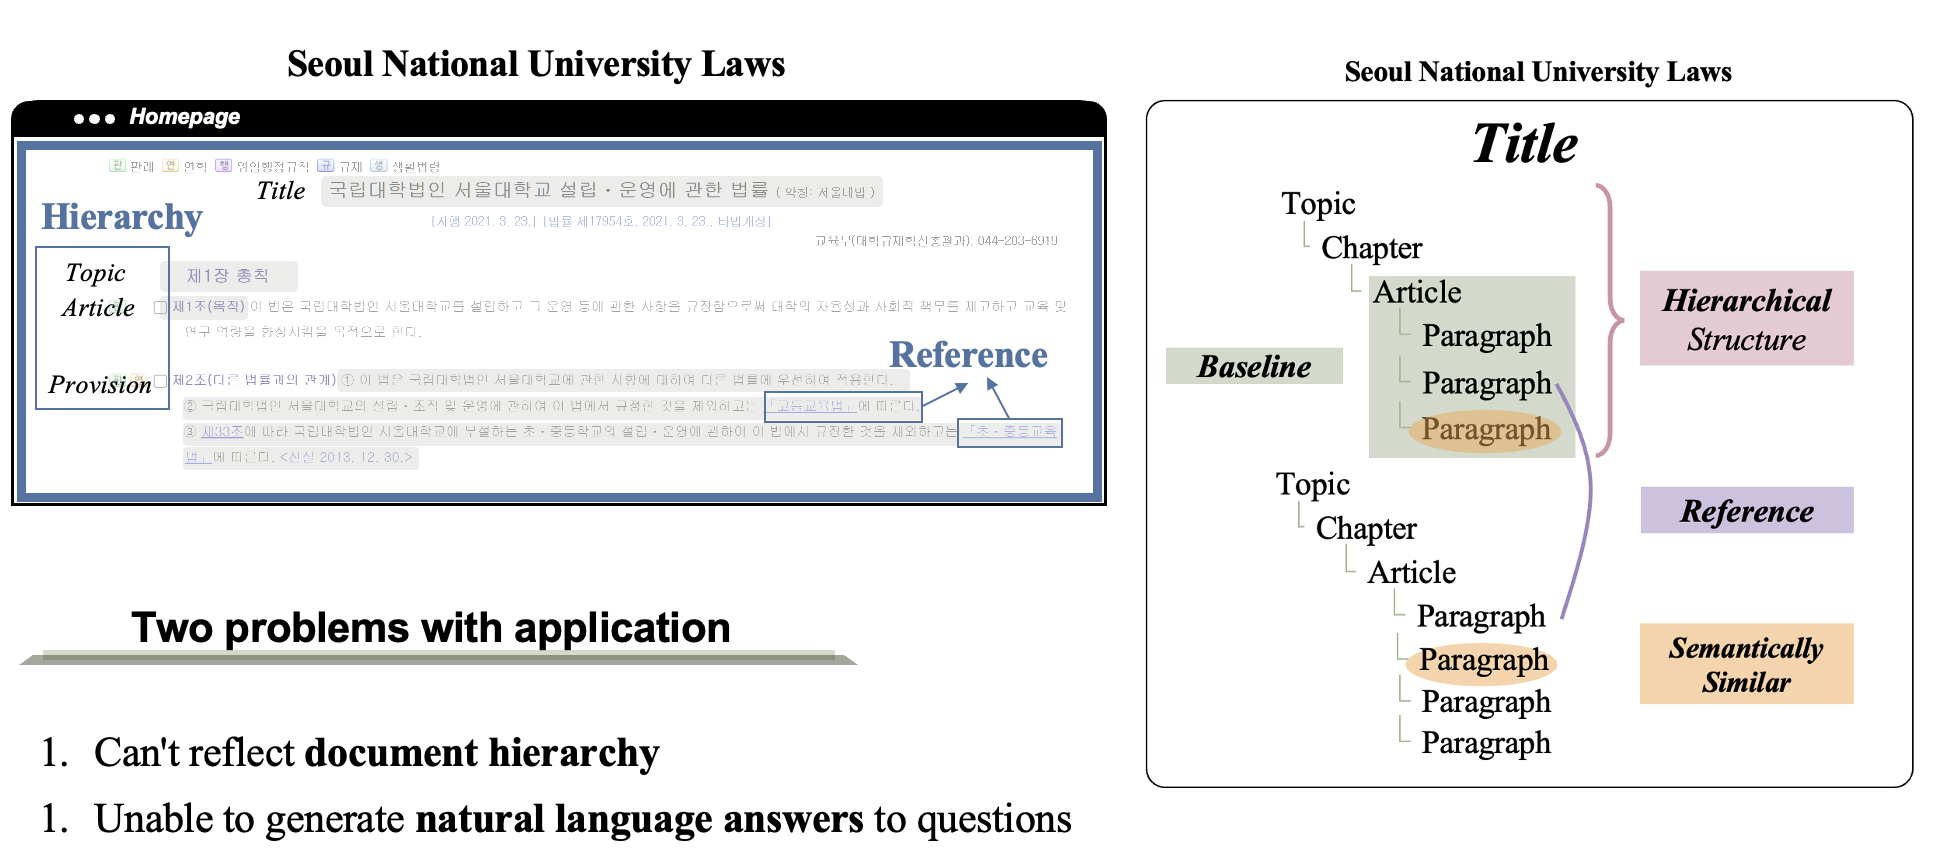 Seoul National University Laws
Homepage
판 판례 연 연혁 행 위임행정규칙 규 규제 생 생활법령
Title 국립대학법인 서울대학교 설립ㆍ운영에 관한 법률 ( 약칭: 서울대법 )
Hierarchy
[시행 2021. 3. 23.] [법률 제17954호, 2021. 3. 23., 타법개정]
교육부(대학규제혁신총괄과), 044-203-6919
Topic 제1장 총칙
Article 제1조(목적) 이 법은 국립대학법인 서울대학교를 설립하고 그 운영 등에 관한 사항을 규정함으로써 대학의 자율성과 사회적 책무를 제고하고 교육 및
연구 역량을 향상시킴을 목적으로 한다.
Reference
Provision 연 제2조(다른 법률과의 관계) ① 이 법은 국립대학법인 서울대학교에 관한 사항에 대하여 다른 법률에 우선하여 적용한다.
② 국립대학법인 서울대학교의 설립ㆍ조직 및 운영에 관하여 이 법에서 규정한 것을 제외하고는 「고등교육법」에 따른다.
③ 제33조에 따라 국립대학법인 서울대학교에 부설하는 초ㆍ중등학교의 설립ㆍ운영에 관하여 이 법에서 규정한 것을 제외하고는 「초ㆍ중등교육
법」에 따른다. <신설 2013. 12. 30.>
Two problems with application
1. Can't reflect document hierarchy
1. Unable to generate natural language answers to questions
Seoul National University Laws
Title
Topic
Chapter
Article
Paragraph
Paragraph
Paragraph
Baseline
Hierarchical
Structure
Topic
Chapter
Article
Paragraph
Paragraph
Paragraph
Paragraph
Reference
Semantically
Similar